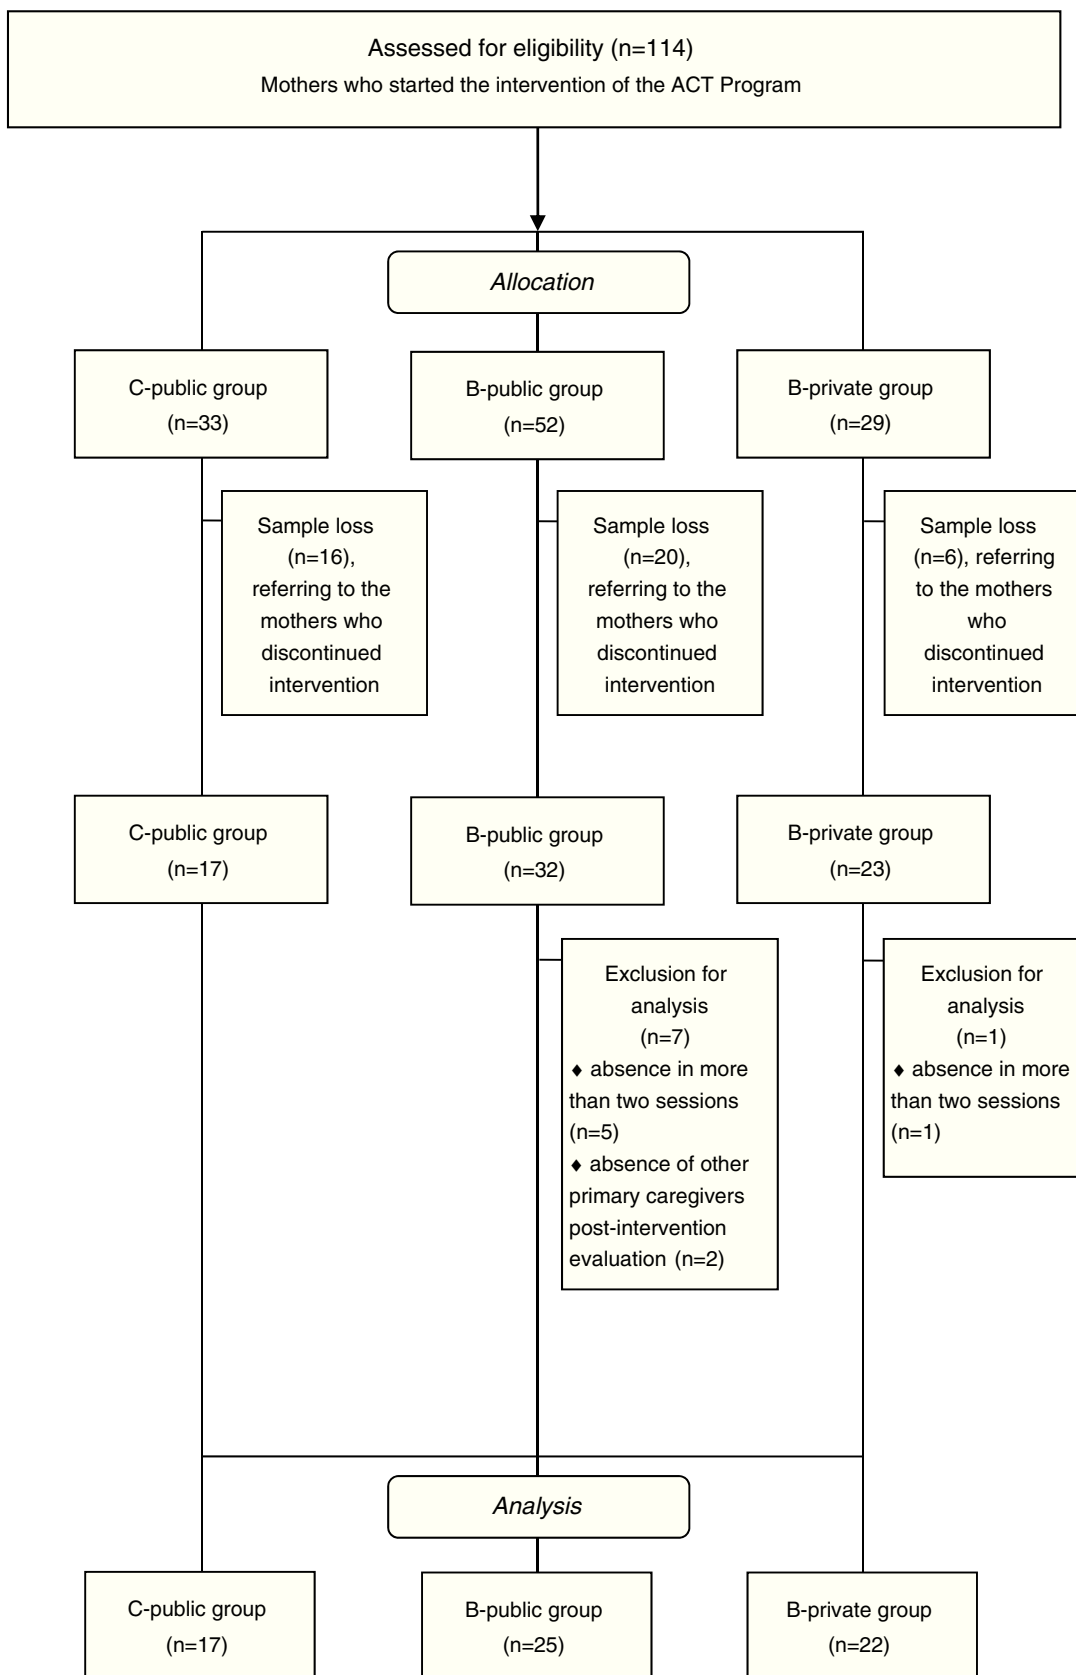 Assessed for eligibility (n=114)
Mothers who started the intervention of the ACT Program
Allocation
C-public group
(n=33)
B-public group
(n=52)
B-private group
(n=29)
Sample loss
(n=16),
referring to the
mothers who
discontinued
intervention
Sample loss
(n=20),
referring to the
mothers who
discontinued
intervention
Sample loss
(n=6), referring
to the mothers
who
discontinued
intervention
C-public group
(n=17)
B-public group
(n=32)
B-private group
(n=23)
Exclusion for
analysis
(n=7)
♦ absence in more
than two sessions
(n=5)
♦ absence of other
primary caregivers
post-intervention
evaluation (n=2)
Exclusion for
analysis
(n=1)
♦ absence in more
than two sessions
(n=1)
Analysis
C-public group
(n=17)
B-public group
(n=25)
B-private group
(n=22)